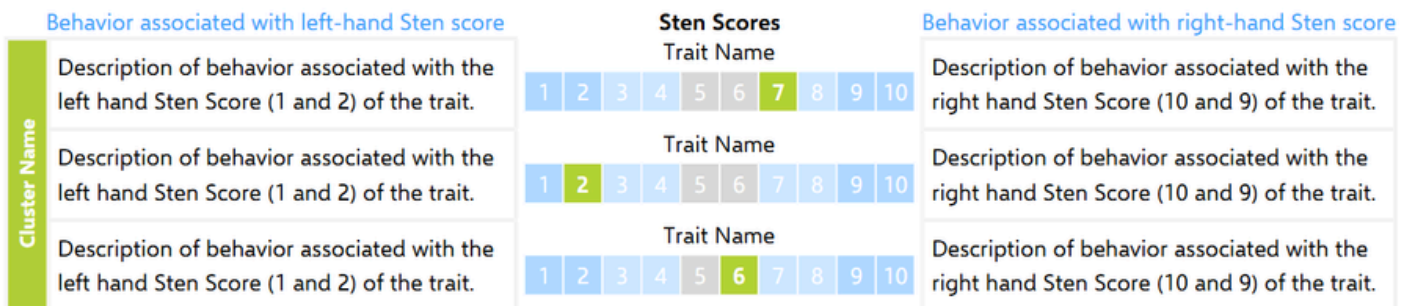 Behavior associated with left-hand Sten score
Sten Scores
Behavior associated with right-hand Sten score
Cluster Name
Description of behavior associated with the
left hand Sten Score (1 and 2) of the trait.
Trait Name
1 2 3 4 5 6 7 8 9 10
Description of behavior associated with the
right hand Sten Score (10 and 9) of the trait.
Description of behavior associated with the
left hand Sten Score (1 and 2) of the trait.
Trait Name
1 2 3 4 5 6 7 8 9 10
Description of behavior associated with the
right hand Sten Score (10 and 9) of the trait.
Description of behavior associated with the
left hand Sten Score (1 and 2) of the trait.
Trait Name
1 2 3 4 5 6 7 8 9 10
Description of behavior associated with the
right hand Sten Score (10 and 9) of the trait.